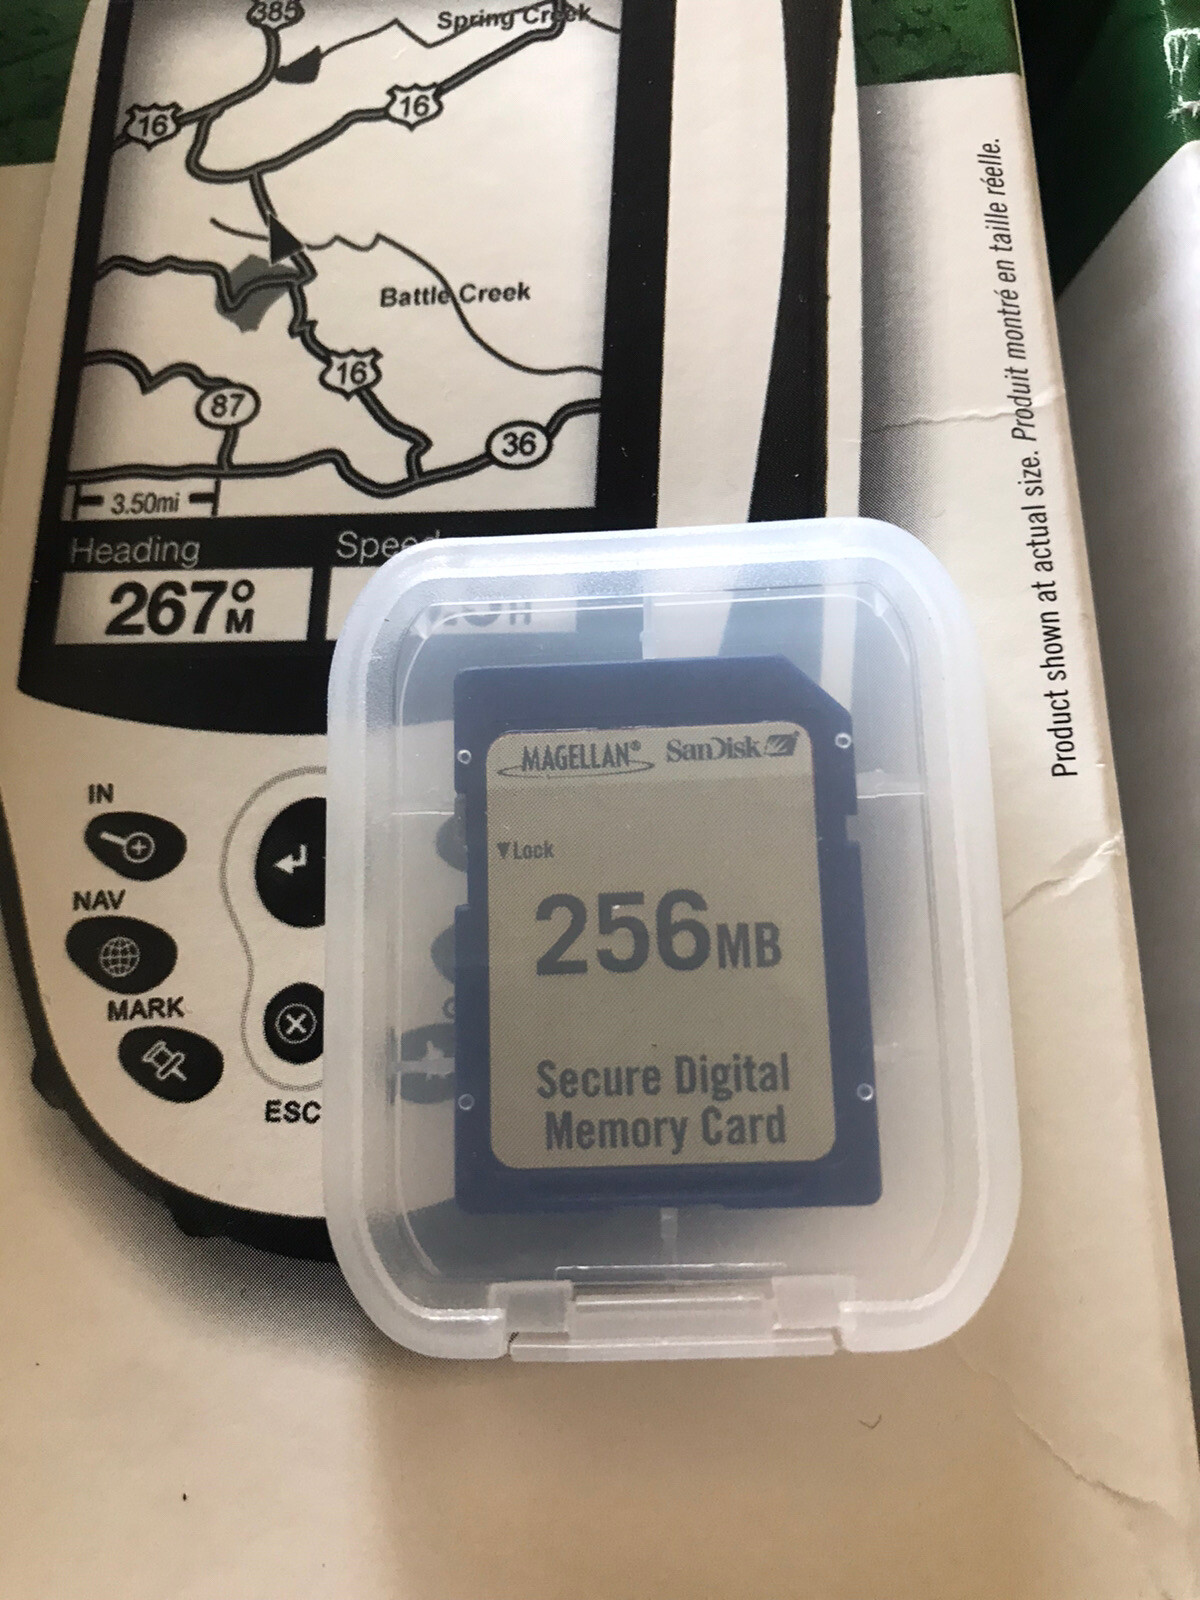 385
Spring Creek
16
16
Battle Creek
16
87
36
3.50mi
Heading
Speed
267°M
IN
NAV
MARK
ESC
MAGELLAN® SanDisk
▼Lock
256MB
Secure Digital
Memory Card
Product shown at actual size. Produit montré en taille réelle.